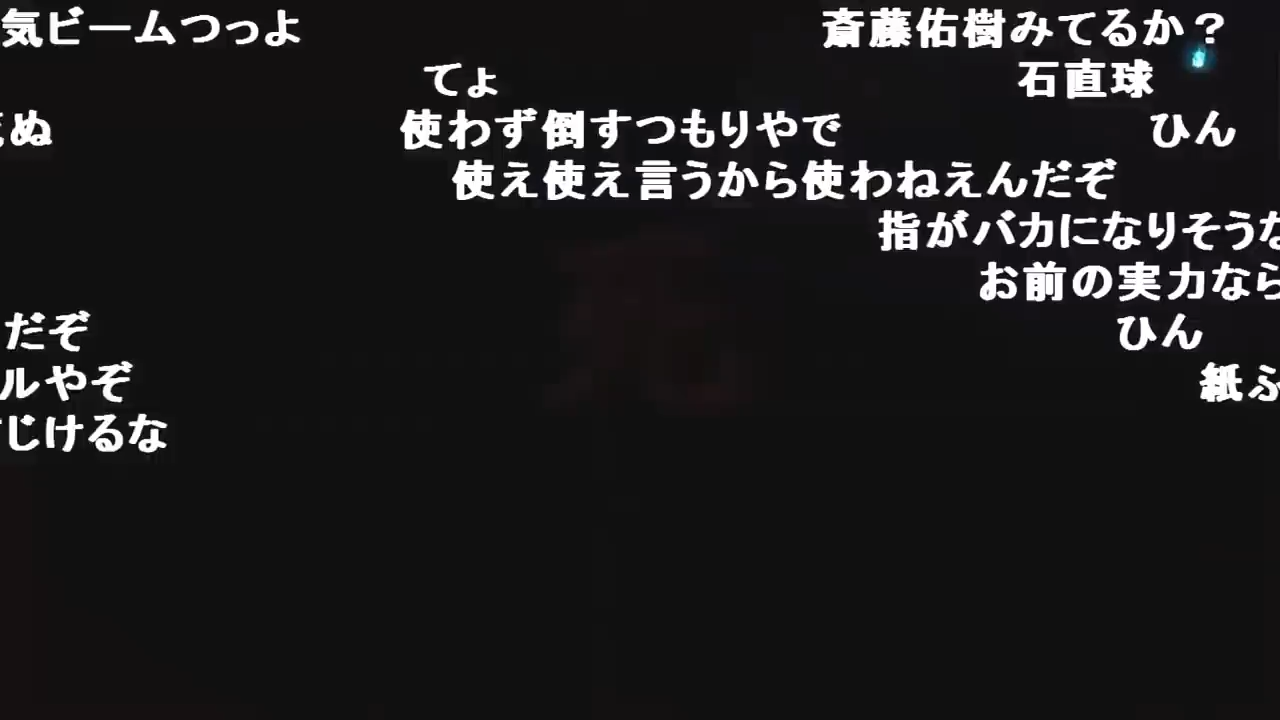 気ビームつっよ
斎藤佑樹みてるか？
てょ
石直球
ぬ
使わず倒すつもりやで
ひん
使え使え言うから使わねえんだぞ
指がバカになりそうな
お前の実力なら
だぞ
ひん
ルやぞ
紙ふ
じけるな